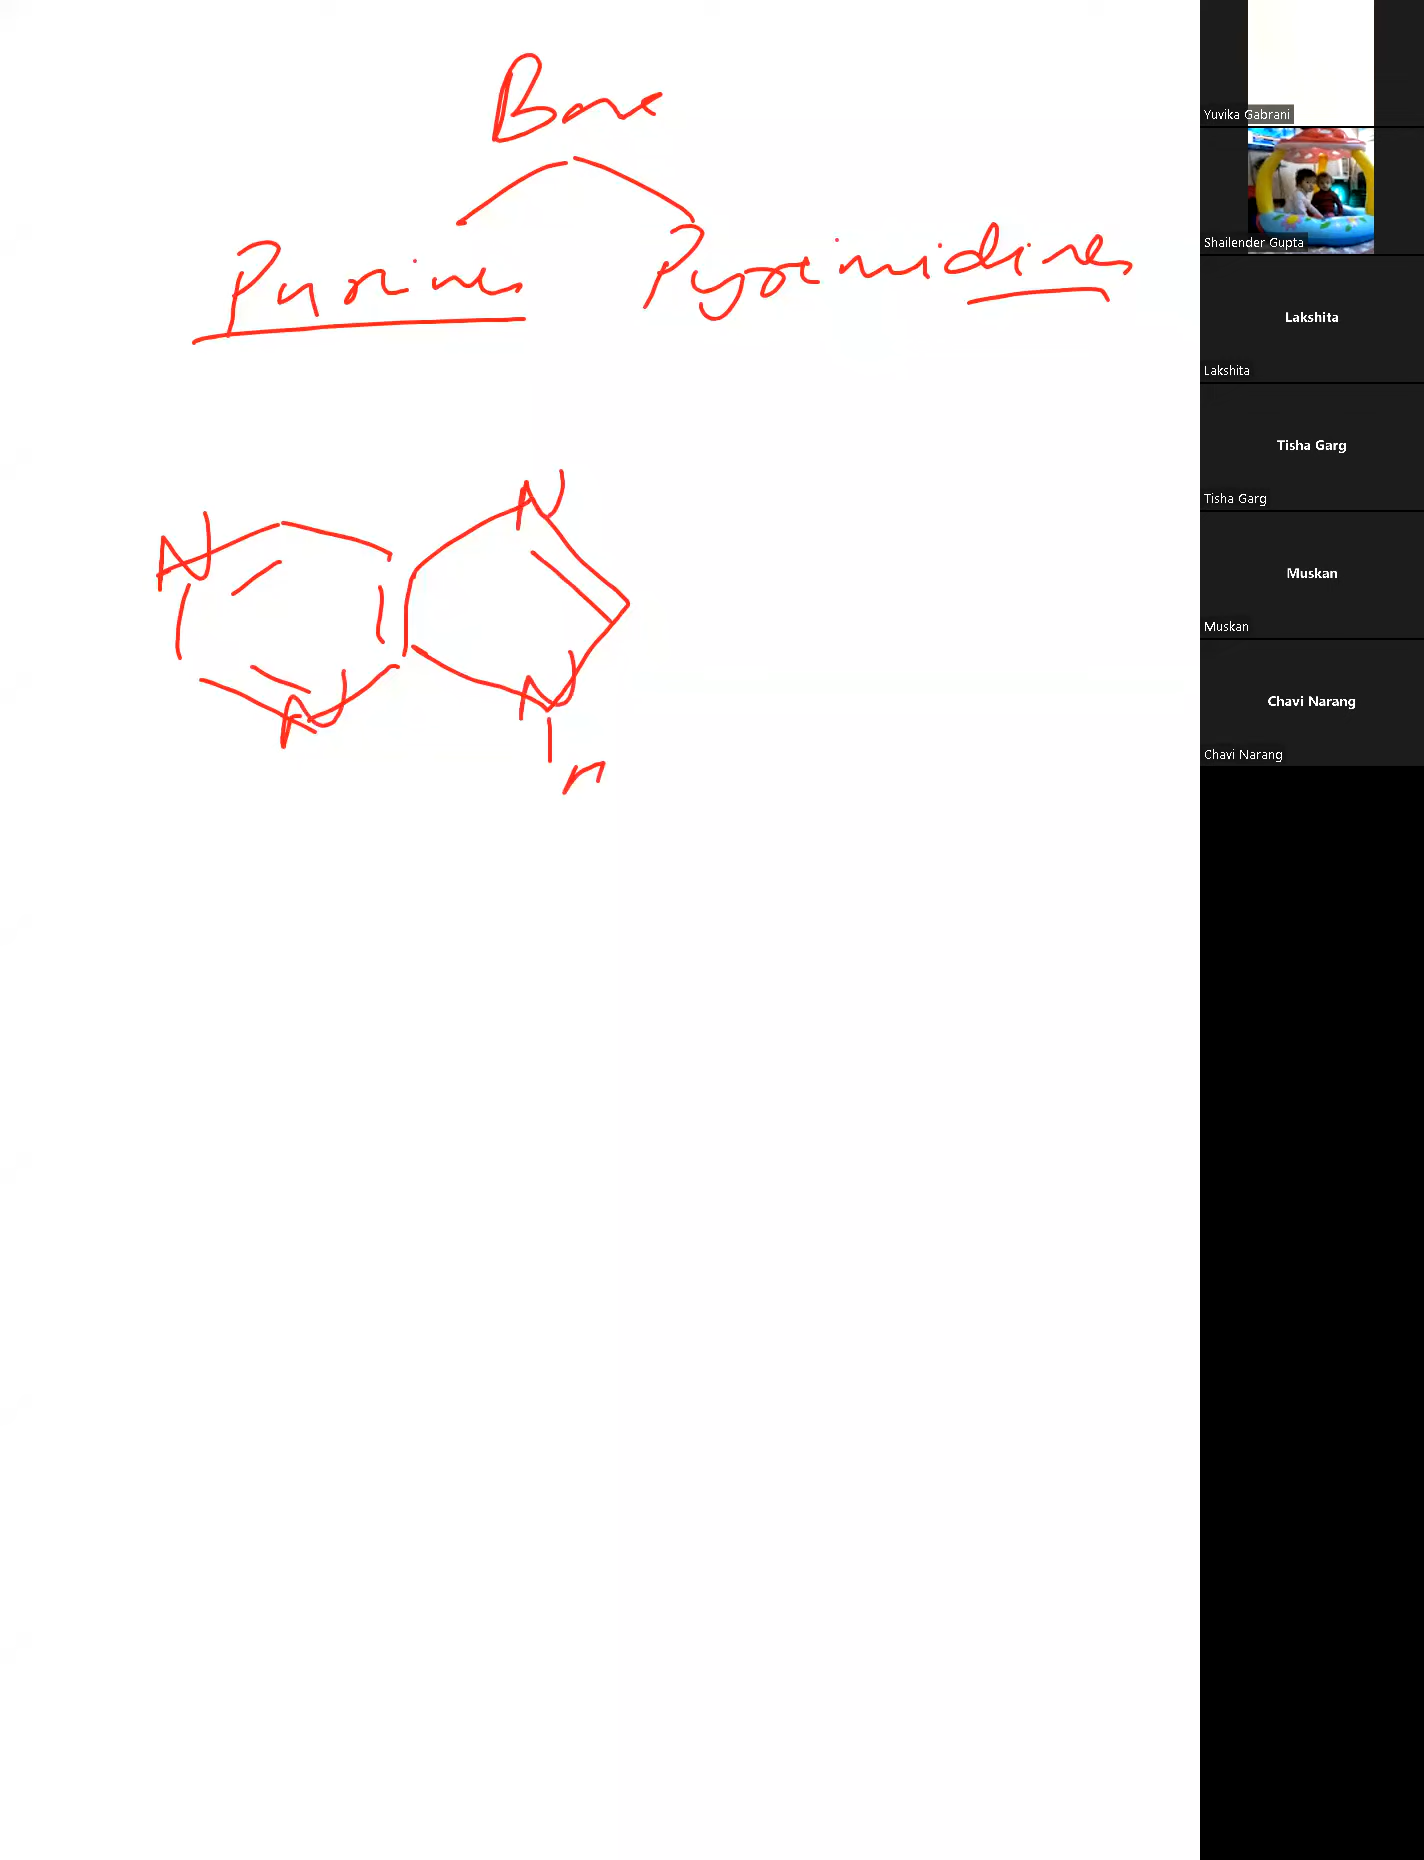 Base
Purines Pyrimidines
N
N
N
N
H
Yuvika Gabrani
Shailender Gupta
Lakshita
Lakshita
Tisha Garg
Tisha Garg
Muskan
Muskan
Chavi Narang
Chavi Narang